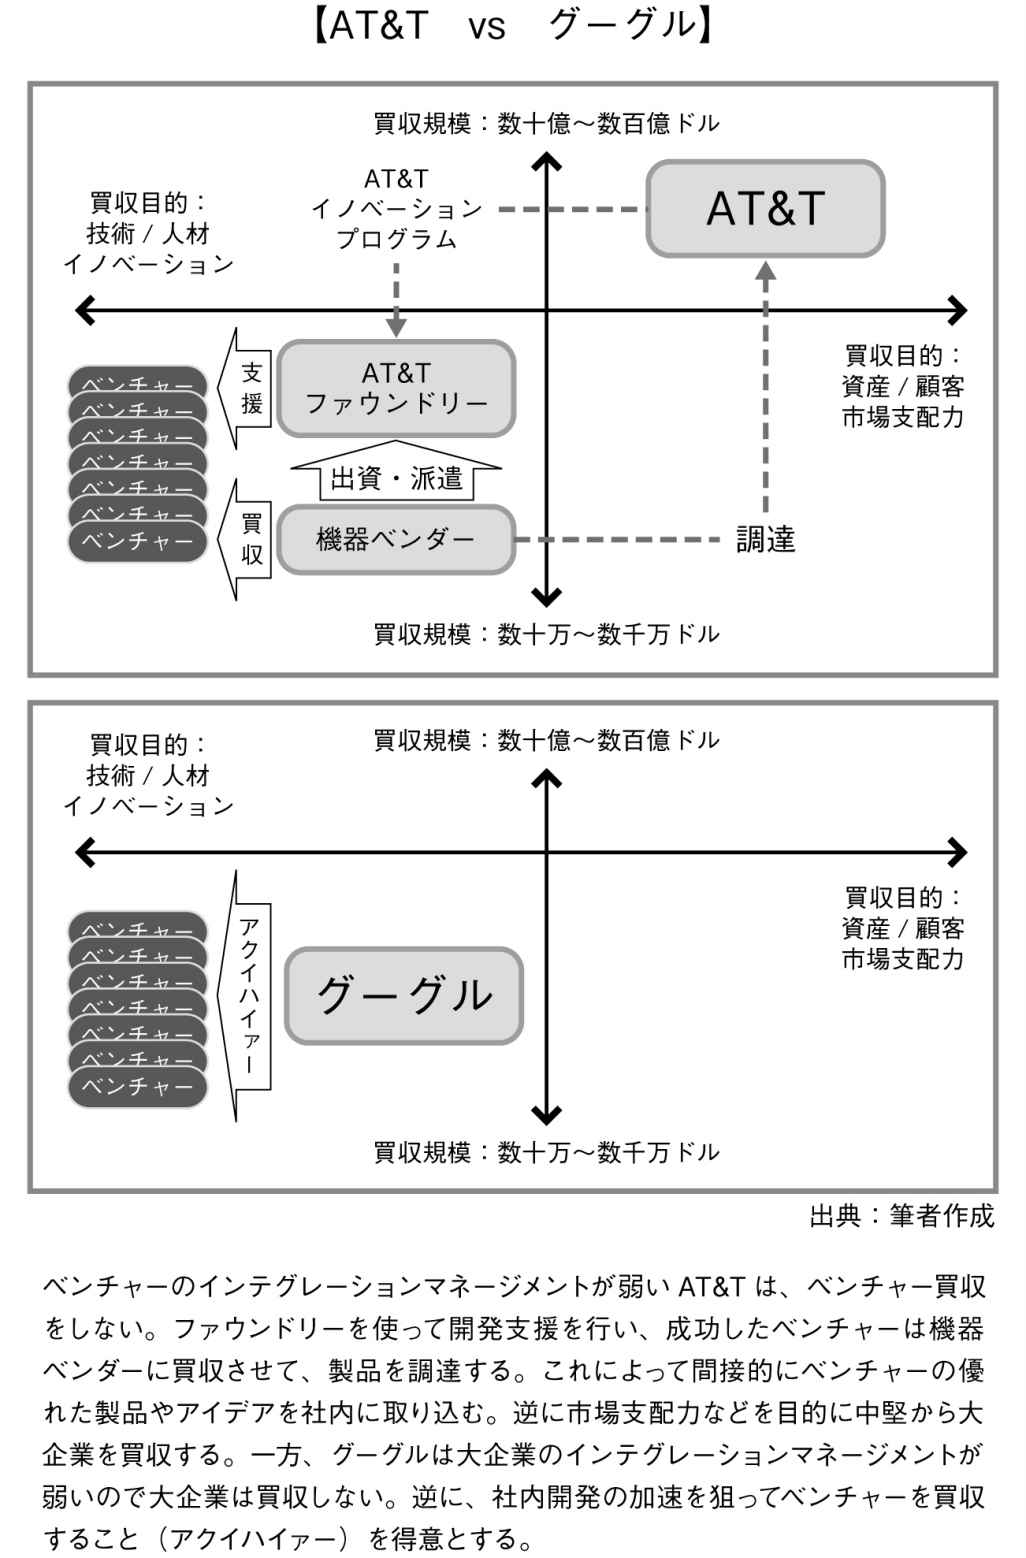 【AT&T vs グーグル】
買収規模：数十億～数百億ドル
買収目的：
技術 / 人材
イノベーション
AT&T
イノベーション
プログラム
AT&T
買収目的：
資産 / 顧客
市場支配力
支援
AT&T
ファウンドリー
ベンチャー
ベンチャー
ベンチャー
ベンチャー
ベンチャー
ベンチャー
ベンチャー
出資・派遣
買収
機器ベンダー
調達
買収規模：数十万～数千万ドル
買収目的：
技術 / 人材
イノベーション
買収規模：数十億～数百億ドル
買収目的：
資産 / 顧客
市場支配力
ベンチャー
ベンチャー
ベンチャー
ベンチャー
ベンチャー
ベンチャー
ベンチャー
アクイハイァー
グーグル
買収規模：数十万～数千万ドル
出典：筆者作成
ベンチャーのインテグレーションマネージメントが弱い AT&T は、ベンチャー買収
をしない。ファウンドリーを使って開発支援を行い、成功したベンチャーは機器
ベンダーに買収させて、製品を調達する。これによって間接的にベンチャーの優
れた製品やアイデアを社内に取り込む。逆に市場支配力などを目的に中堅から大
企業を買収する。一方、グーグルは大企業のインテグレーションマネージメントが
弱いので大企業は買収しない。逆に、社内開発の加速を狙ってベンチャーを買収
すること（アクイハイァー）を得意とする。